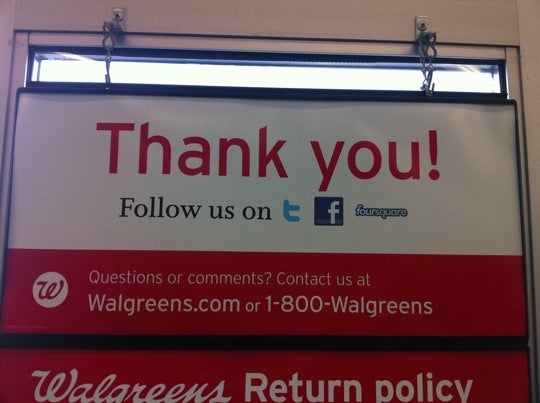 Thank you!
Follow us on t f foursquare
Questions or comments? Contact us at
W Walgreens.com or 1-800-Walgreens
Walgreens Return policy